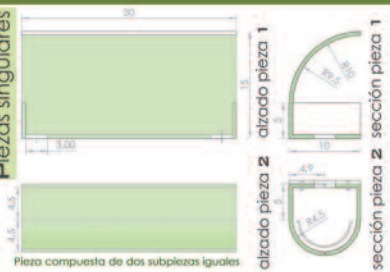 Piezas singulares
30
15
3.00
alzado pieza 1
R10
R9.5
5
10
sección pieza 1
4.5
4.5
alzado pieza 2
4.9
5
R4.5
sección pieza 2
Pieza compuesta de dos subpiezas iguales